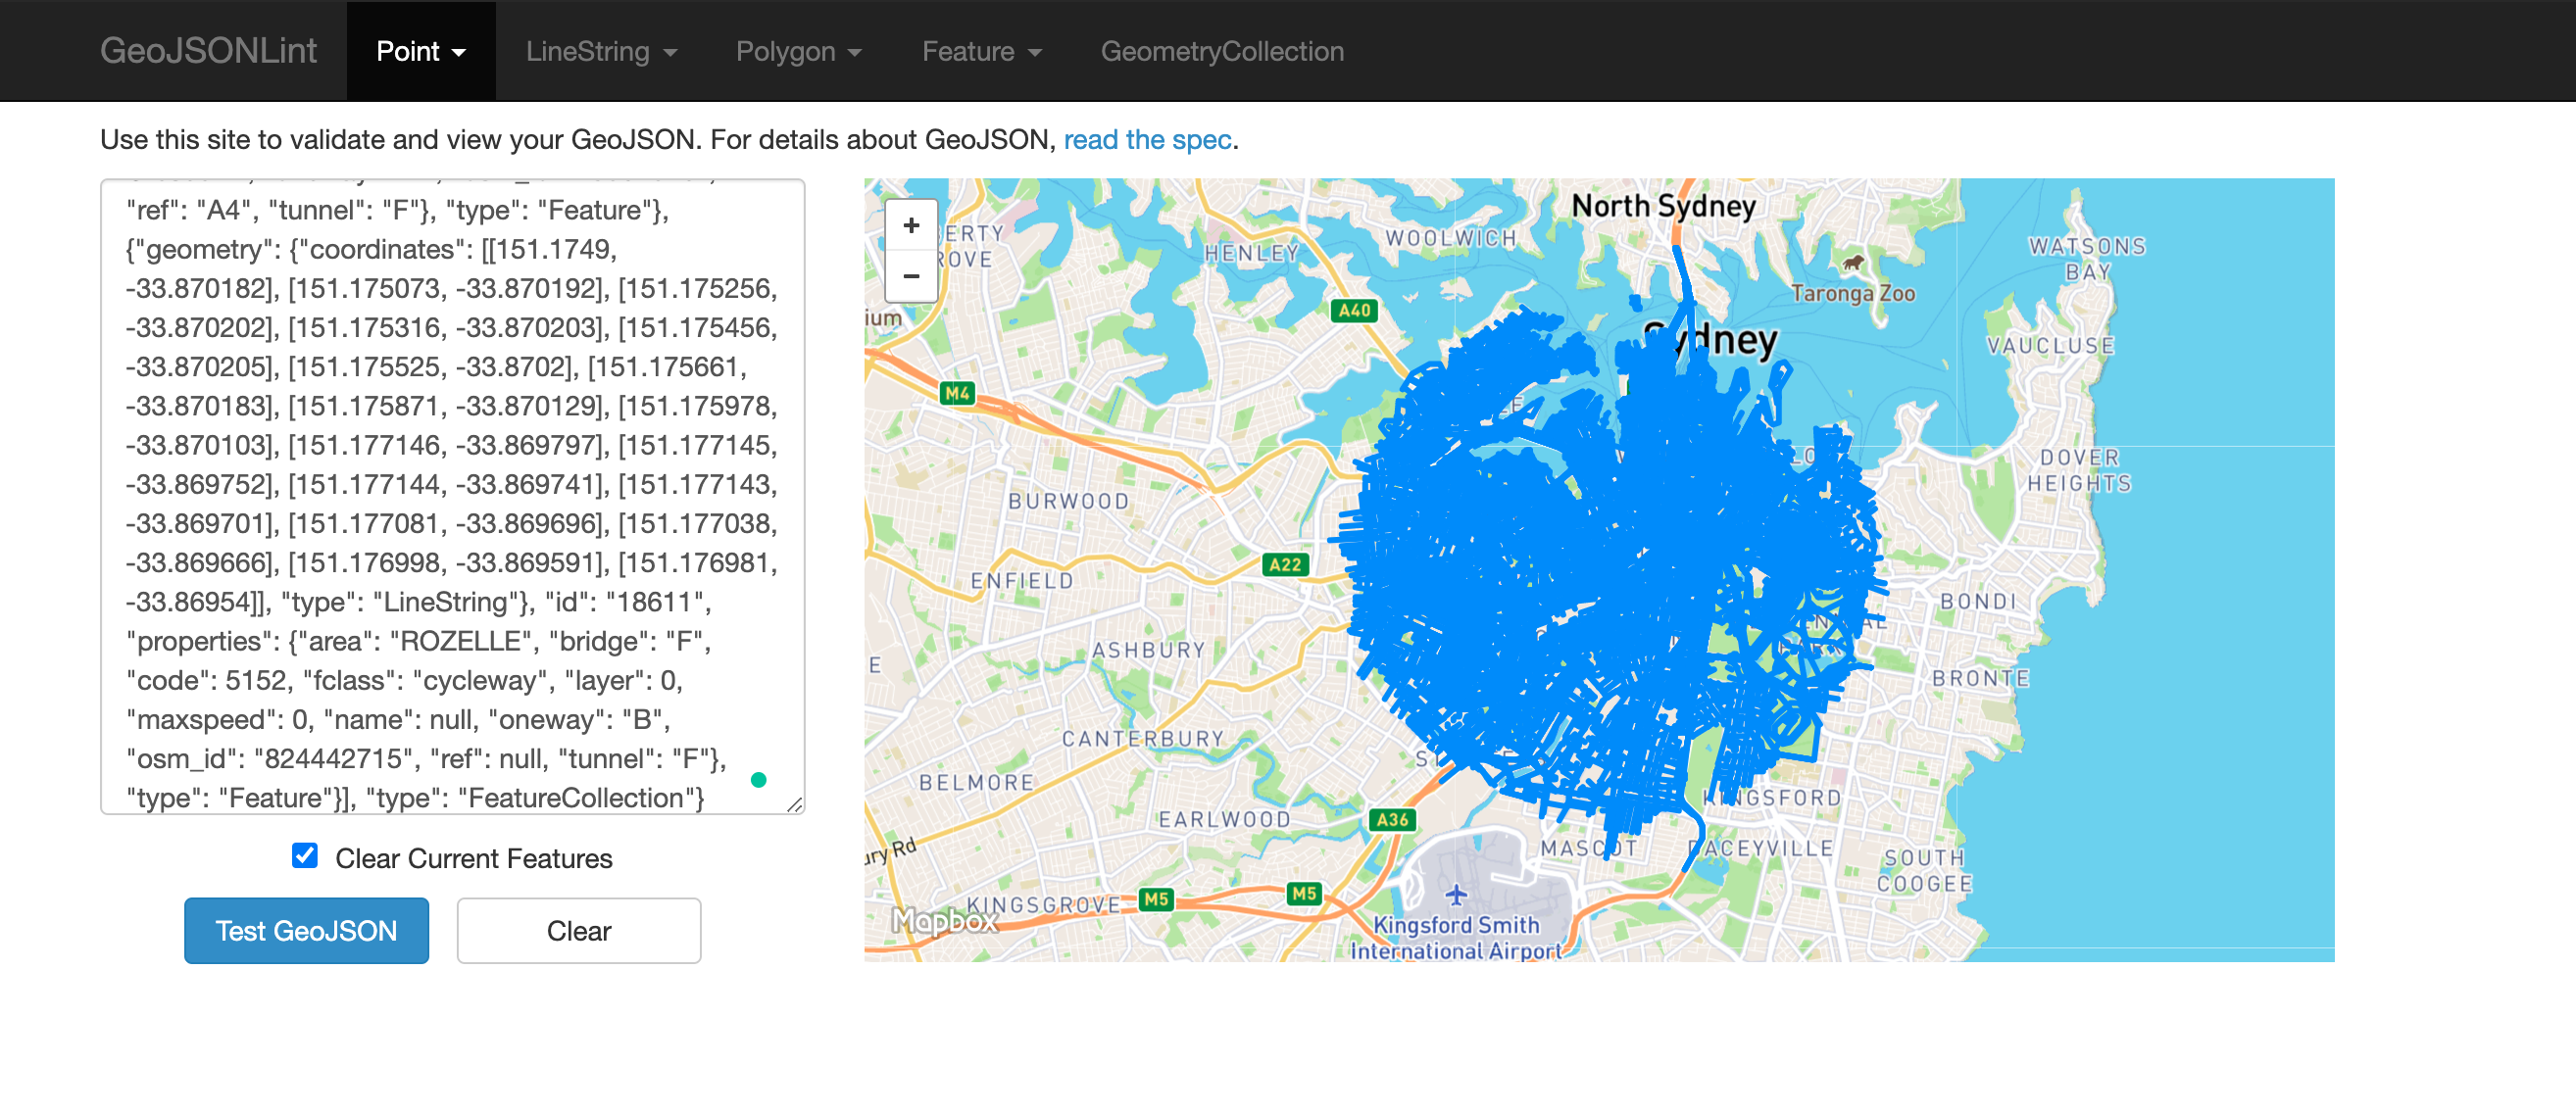 GeoJSONLint Point LineString Polygon Feature GeometryCollection
Use this site to validate and view your GeoJSON. For details about GeoJSON, read the spec.
"ref": "A4", "tunnel": "F"}, "type": "Feature"},
{"geometry": {"coordinates": [[151.1749,
-33.870182], [151.175073, -33.870192], [151.175256,
-33.870202], [151.175316, -33.870203], [151.175456,
-33.870205], [151.175525, -33.8702], [151.175661,
-33.870183], [151.175871, -33.870129], [151.175978,
-33.870103], [151.177146, -33.869797], [151.177145,
-33.869752], [151.177144, -33.869741], [151.177143,
-33.869701], [151.177081, -33.869696], [151.177038,
-33.869666], [151.176998, -33.869591], [151.176981,
-33.86954]], "type": "LineString"}, "id": "18611",
"properties": {"area": "ROZELLE", "bridge": "F",
"code": 5152, "fclass": "cycleway", "layer": 0,
"maxspeed": 0, "name": null, "oneway": "B",
"osm_id": "824442715", "ref": null, "tunnel": "F"},
"type": "Feature"}], "type": "FeatureCollection"}
Clear Current Features
Test GeoJSON
Clear
+
−
North Sydney
ERTY
ROVE
HENLEY
WOOLWICH
WATSONS
BAY
Taronga Zoo
A40
ium
Sydney
VAUCLUSE
M4
DOVER
HEIGHTS
BURWOOD
A22
ENFIELD
BONDI
ASHBURY
E
BRONTE
CANTERBURY
BELMORE
KINGSFORD
EARLWOOD
A36
MASCOT
DACEYVILLE
ury Rd
SOUTH
COOGEE
KINGSGROVE
M5
M5
Mapbox
Kingsford Smith
International Airport